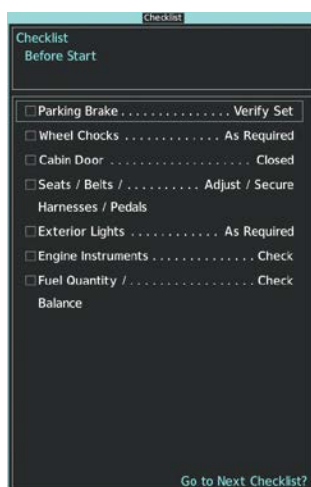 Checklist
Checklist
Before Start
Parking Brake . . . . . . . . . . . . . . . Verify Set
Wheel Chocks . . . . . . . . . . . . . As Required
Cabin Door . . . . . . . . . . . . . . . . . . . Closed
Seats / Belts / . . . . . . . . . Adjust / Secure
Harnesses / Pedals
Exterior Lights . . . . . . . . . . . . As Required
Engine Instruments . . . . . . . . . . . . . . Check
Fuel Quantity / . . . . . . . . . . . . . . . . . Check
Balance
Go to Next Checklist?